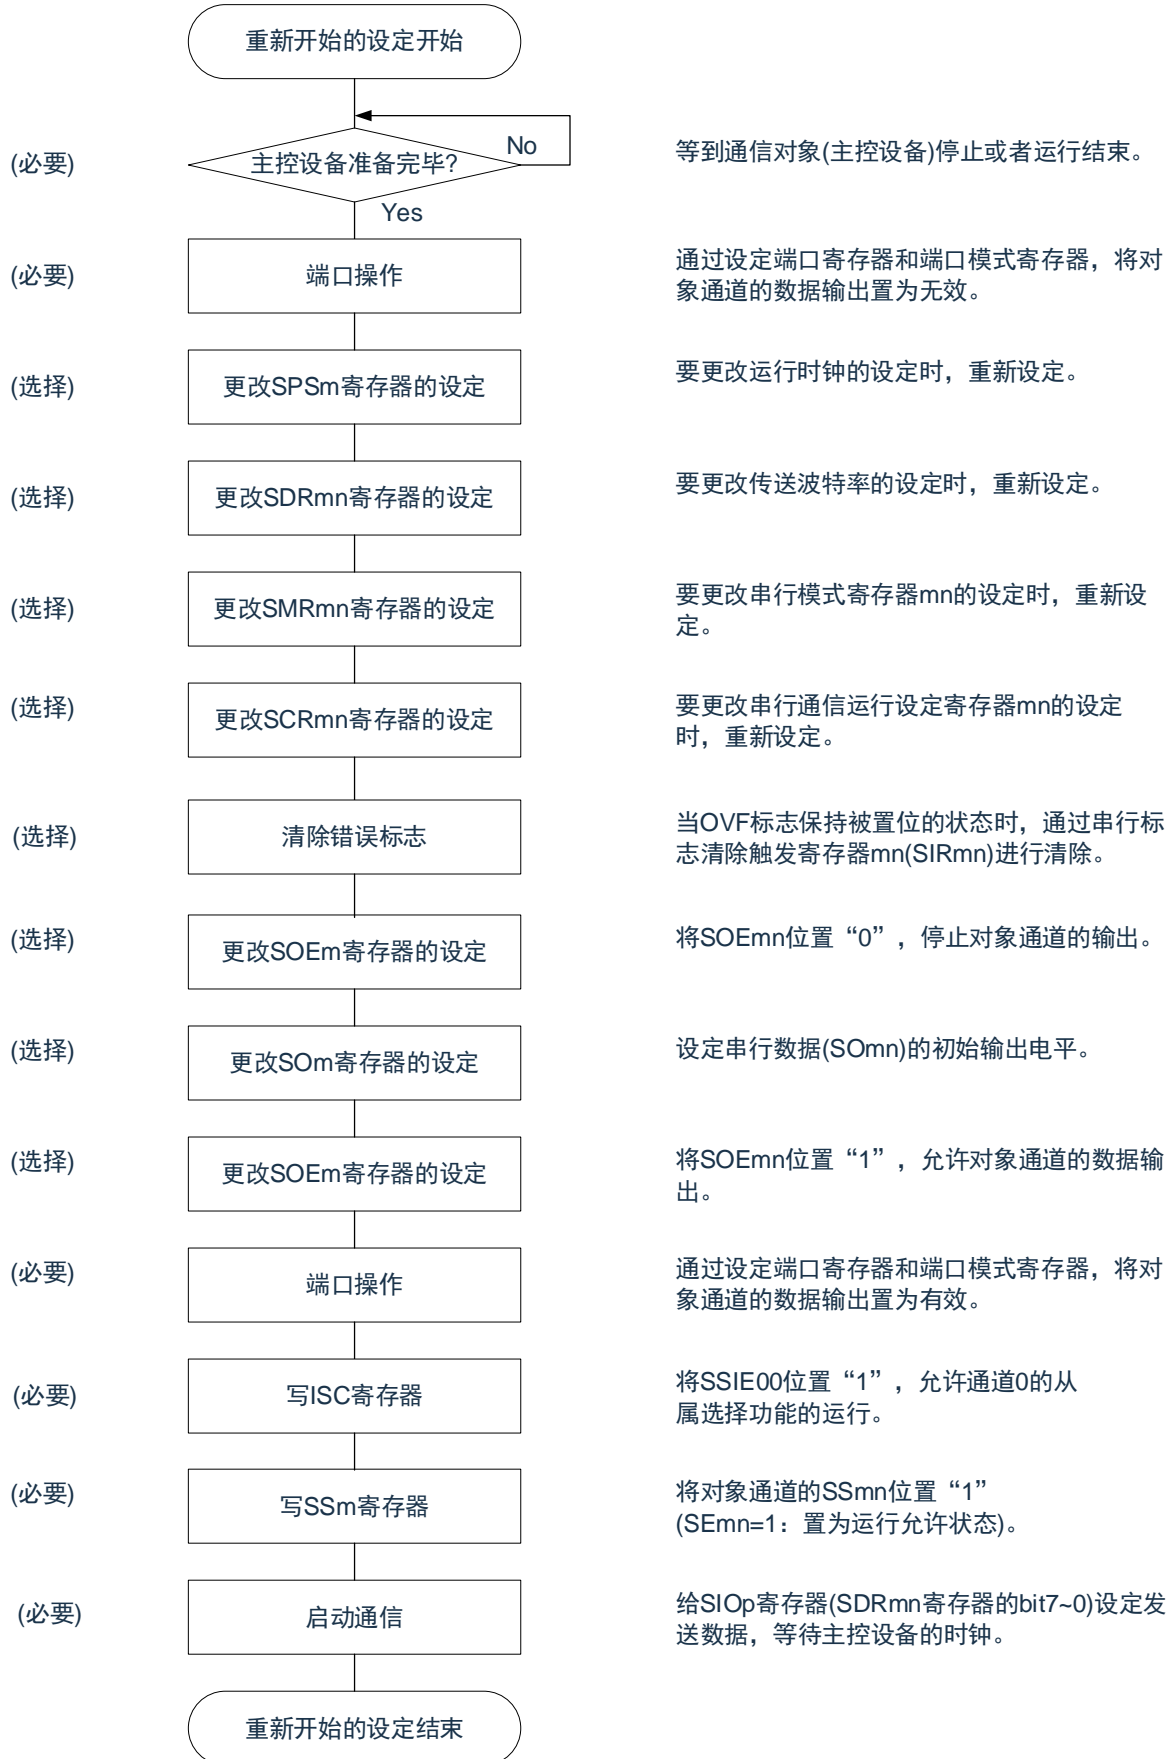 重新开始的设定开始
(必要)
主控设备准备完毕?
No
等到通信对象(主控设备)停止或者运行结束。
Yes
(必要)
端口操作
通过设定端口寄存器和端口模式寄存器，将对
象通道的数据输出置为无效。
(选择)
更改SPSm寄存器的设定
要更改运行时钟的设定时，重新设定。
(选择)
更改SDRmn寄存器的设定
要更改传送波特率的设定时，重新设定。
(选择)
更改SMRmn寄存器的设定
要更改串行模式寄存器mn的设定时，重新设
定。
(选择)
更改SCRmn寄存器的设定
要更改串行通信运行设定寄存器mn的设定
时，重新设定。
(选择)
清除错误标志
当OVF标志保持被置位的状态时，通过串行标
志清除触发寄存器mn(SIRmn)进行清除。
(选择)
更改SOEm寄存器的设定
将SOEmn位置“0”，停止对象通道的输出。
(选择)
更改SOm寄存器的设定
设定串行数据(SOmn)的初始输出电平。
(选择)
更改SOEm寄存器的设定
将SOEmn位置“1”，允许对象通道的数据输
出。
(必要)
端口操作
通过设定端口寄存器和端口模式寄存器，将对
象通道的数据输出置为有效。
(必要)
写ISC寄存器
将SSIE00位置“1”，允许通道0的从
属选择功能的运行。
(必要)
写SSm寄存器
将对象通道的SSmn位置“1”
(SEmn=1：置为运行允许状态)。
(必要)
启动通信
给SIOp寄存器(SDRmn寄存器的bit7~0)设定发
送数据，等待主控设备的时钟。
重新开始的设定结束